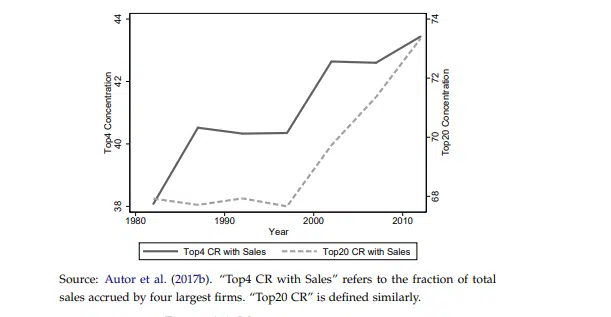 44
42
40
38
Top4 Concentration
74
72
70
68
Top20 Concentration
1980
1990
2000
2010
Year
Top4 CR with Sales
Top20 CR with Sales
Source: Autor et al. (2017b). “Top4 CR with Sales” refers to the fraction of total
sales accrued by four largest firms. “Top20 CR” is defined similarly.